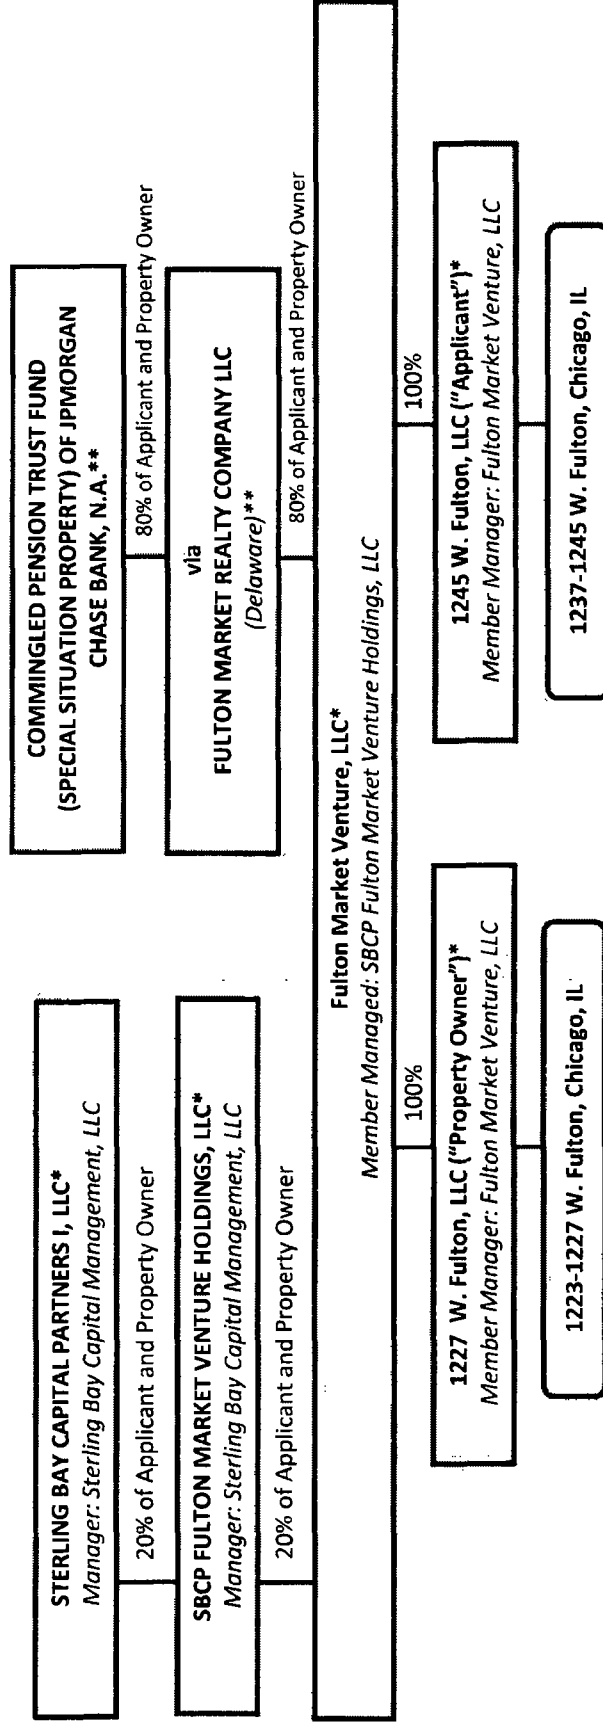 STERLING BAY CAPITAL PARTNERS I, LLC*
Manager: Sterling Bay Capital Management, LLC
20% of Applicant and Property Owner
SBCP FULTON MARKET VENTURE HOLDINGS, LLC*
Manager: Sterling Bay Capital Management, LLC
20% of Applicant and Property Owner
COMMINGLED PENSION TRUST FUND
(SPECIAL SITUATION PROPERTY) OF JPMORGAN
CHASE BANK, N.A.**
80% of Applicant and Property Owner
via
FULTON MARKET REALTY COMPANY LLC
(Delaware)**
80% of Applicant and Property Owner
Fulton Market Venture, LLC*
Member Managed: SBCP Fulton Market Venture Holdings, LLC
100%
1227 W. Fulton, LLC ("Property Owner")*
Member Manager: Fulton Market Venture, LLC
1223-1227 W. Fulton, Chicago, IL
100%
1245 W. Fulton, LLC ("Applicant")*
Member Manager: Fulton Market Venture, LLC
1237-1245 W. Fulton, Chicago, IL